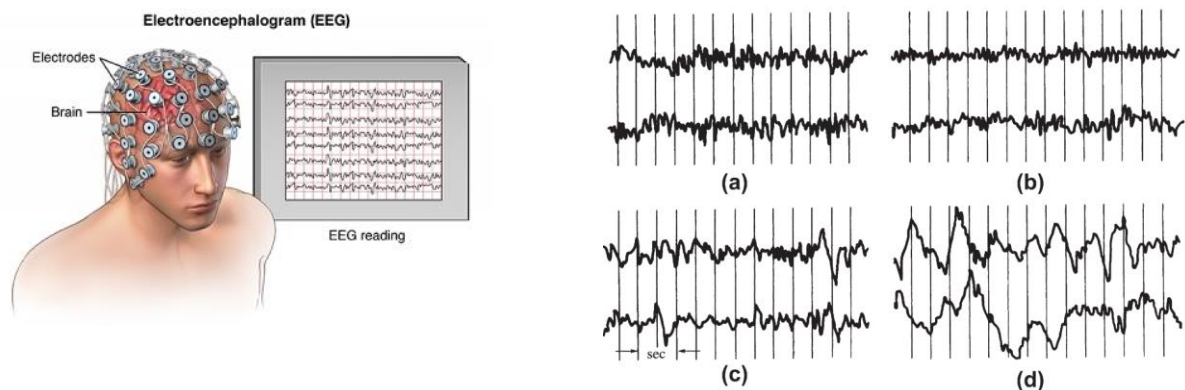 Electroencephalogram (EEG)
Electrodes
Brain
EEG reading
(a)
(b)
sec
(c)
(d)